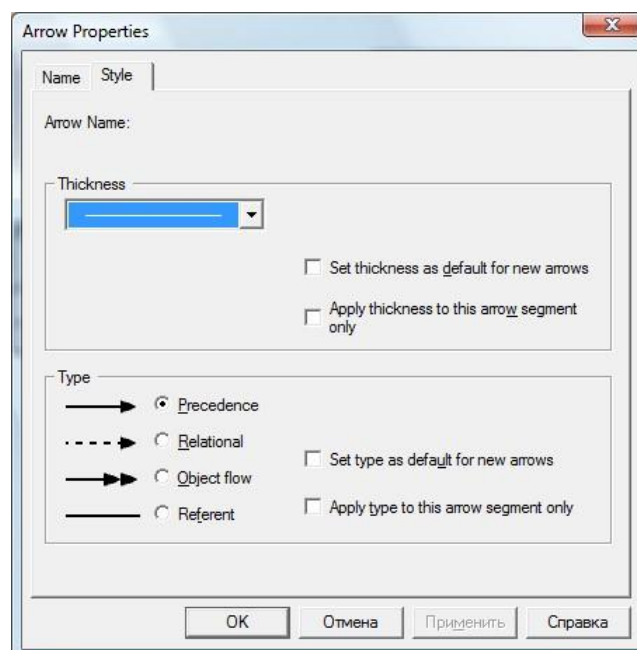 Arrow Properties
Name
Style
Arrow Name:
Thickness
Set thickness as default for new arrows
Apply thickness to this arrow segment
only
Type
Precedence
Relational
Object flow
Referent
Set type as default for new arrows
Apply type to this arrow segment only
OK
Отмена
Применить
Справка